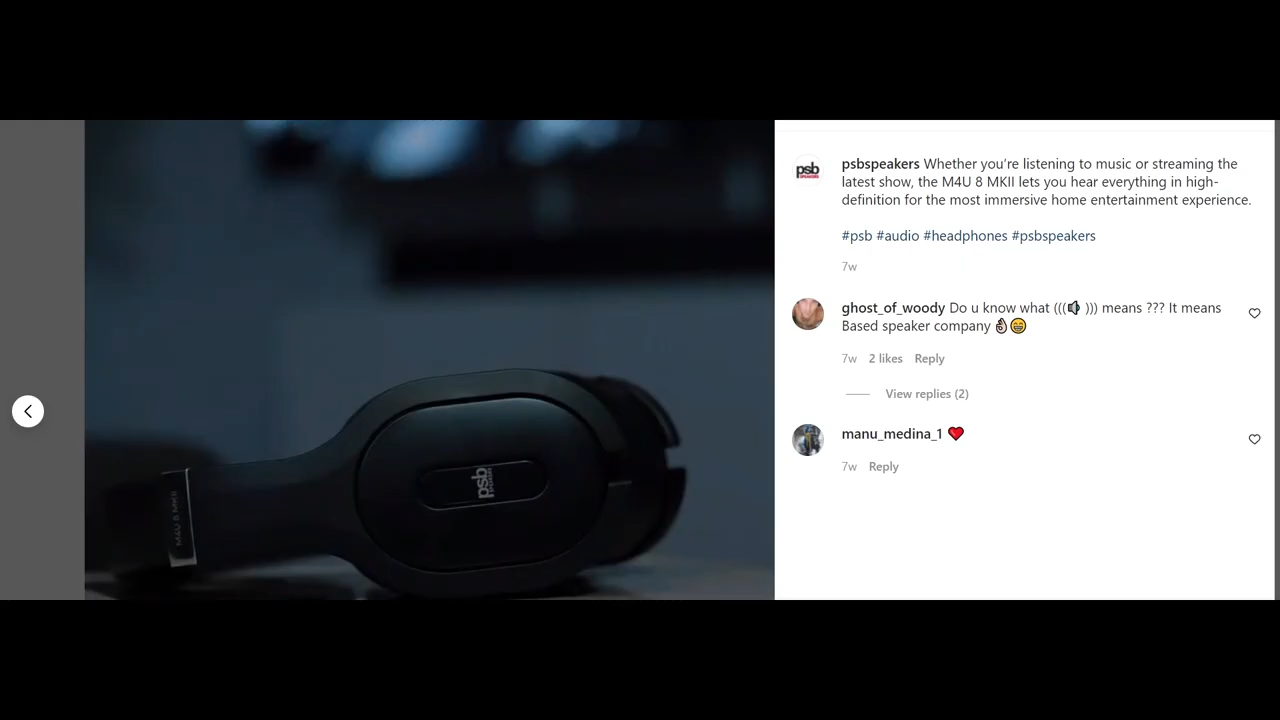 psb
SPEAKERS
psbspeakers Whether you’re listening to music or streaming the
latest show, the M4U 8 MKII lets you hear everything in high-
definition for the most immersive home entertainment experience.
#psb #audio #headphones #psbspeakers
7w
ghost_of_woody Do u know what (((🔈 ))) means ??? It means
Based speaker company 👌🏻😁
7w 2 likes Reply
View replies (2)
manu_medina_1 ❤️
7w Reply
psb
M4U 8 MKII